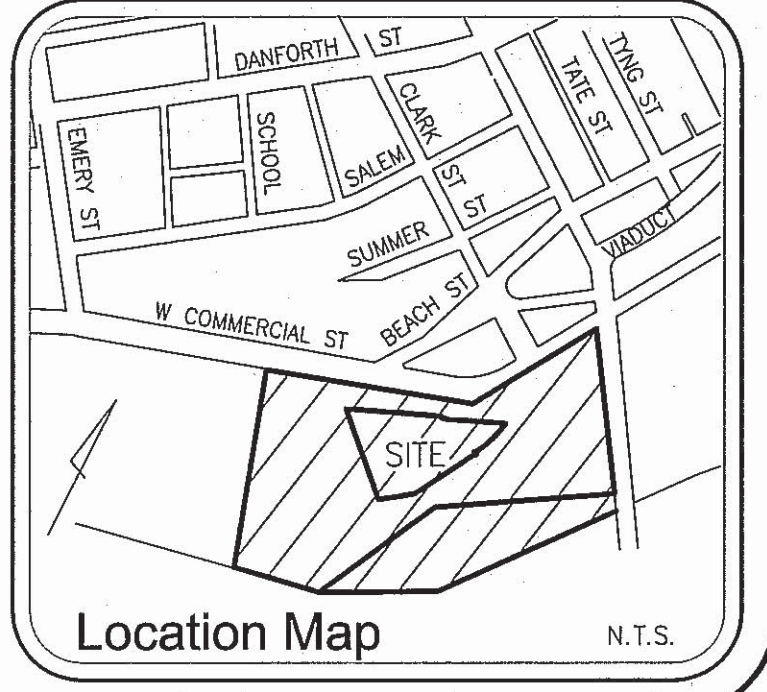 DANFORTH ST
TYNG ST
TATE ST
CLARK ST
EMERY ST
SCHOOL
SALEM ST
SUMMER
VIADUCT
BEACH ST
W COMMERCIAL ST
SITE
Location Map
N.T.S.